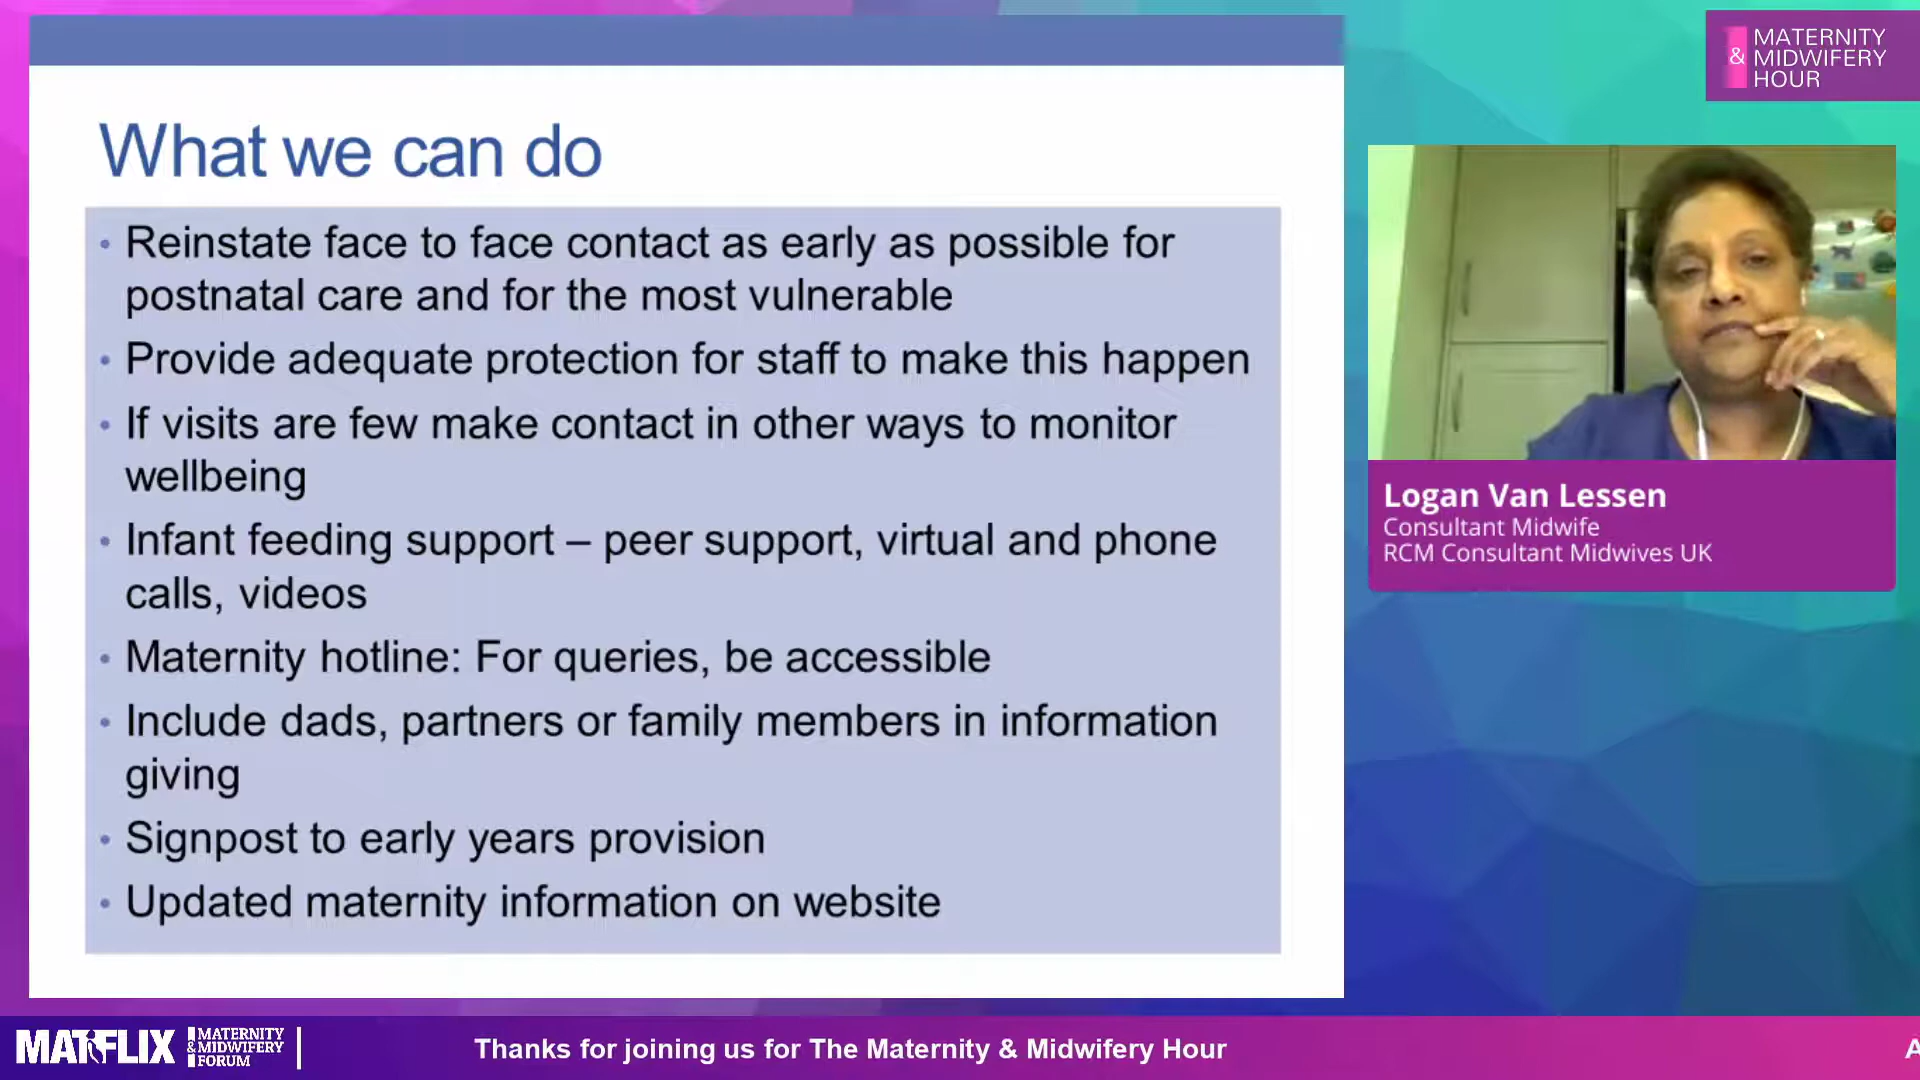 What we can do
• Reinstate face to face contact as early as possible for
postnatal care and for the most vulnerable
• Provide adequate protection for staff to make this happen
• If visits are few make contact in other ways to monitor
wellbeing
• Infant feeding support – peer support, virtual and phone
calls, videos
• Maternity hotline: For queries, be accessible
• Include dads, partners or family members in information
giving
• Signpost to early years provision
• Updated maternity information on website
& MATERNITY
MIDWIFERY
HOUR
Logan Van Lessen
Consultant Midwife
RCM Consultant Midwives UK
MATFLIX
MATERNITY
&MIDWIFERY
FORUM
Thanks for joining us for The Maternity & Midwifery Hour